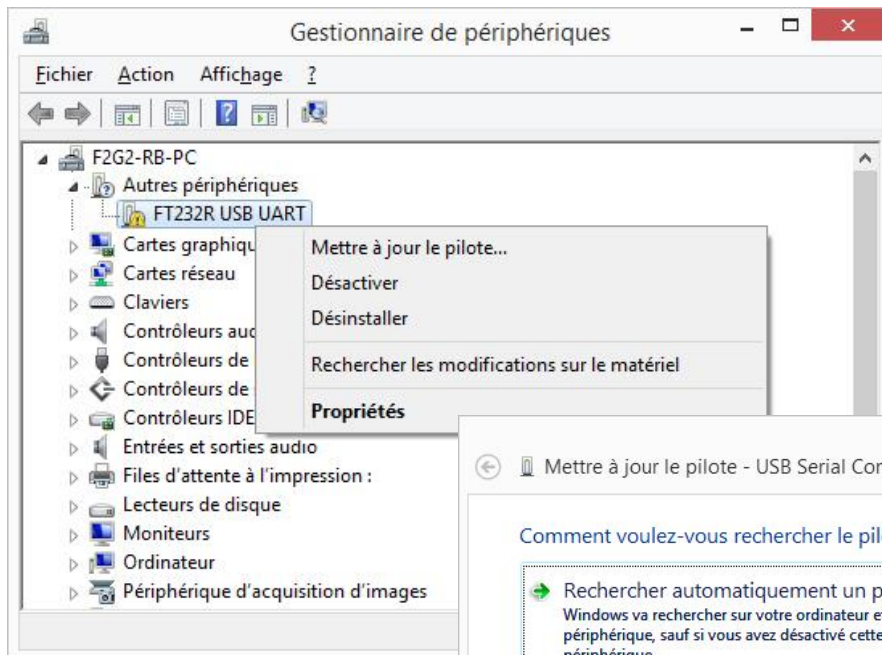 Gestionnaire de périphériques
Fichier Action Affichage ?
F2G2-RB-PC
Autres périphériques
FT232R USB UART
Cartes graphiqu
Cartes réseau
Claviers
Contrôleurs aud
Contrôleurs de
Contrôleurs de
Contrôleurs IDE
Entrées et sorties audio
Files d'attente à l'impression :
Lecteurs de disque
Moniteurs
Ordinateur
Périphérique d'acquisition d'images
Mettre à jour le pilote...
Désactiver
Désinstaller
Rechercher les modifications sur le matériel
Propriétés
Mettre à jour le pilote - USB Serial Con
Comment voulez-vous rechercher le pil
Rechercher automatiquement un p
Windows va rechercher sur votre ordinateur et
périphérique, sauf si vous avez désactivé cette
périphérique